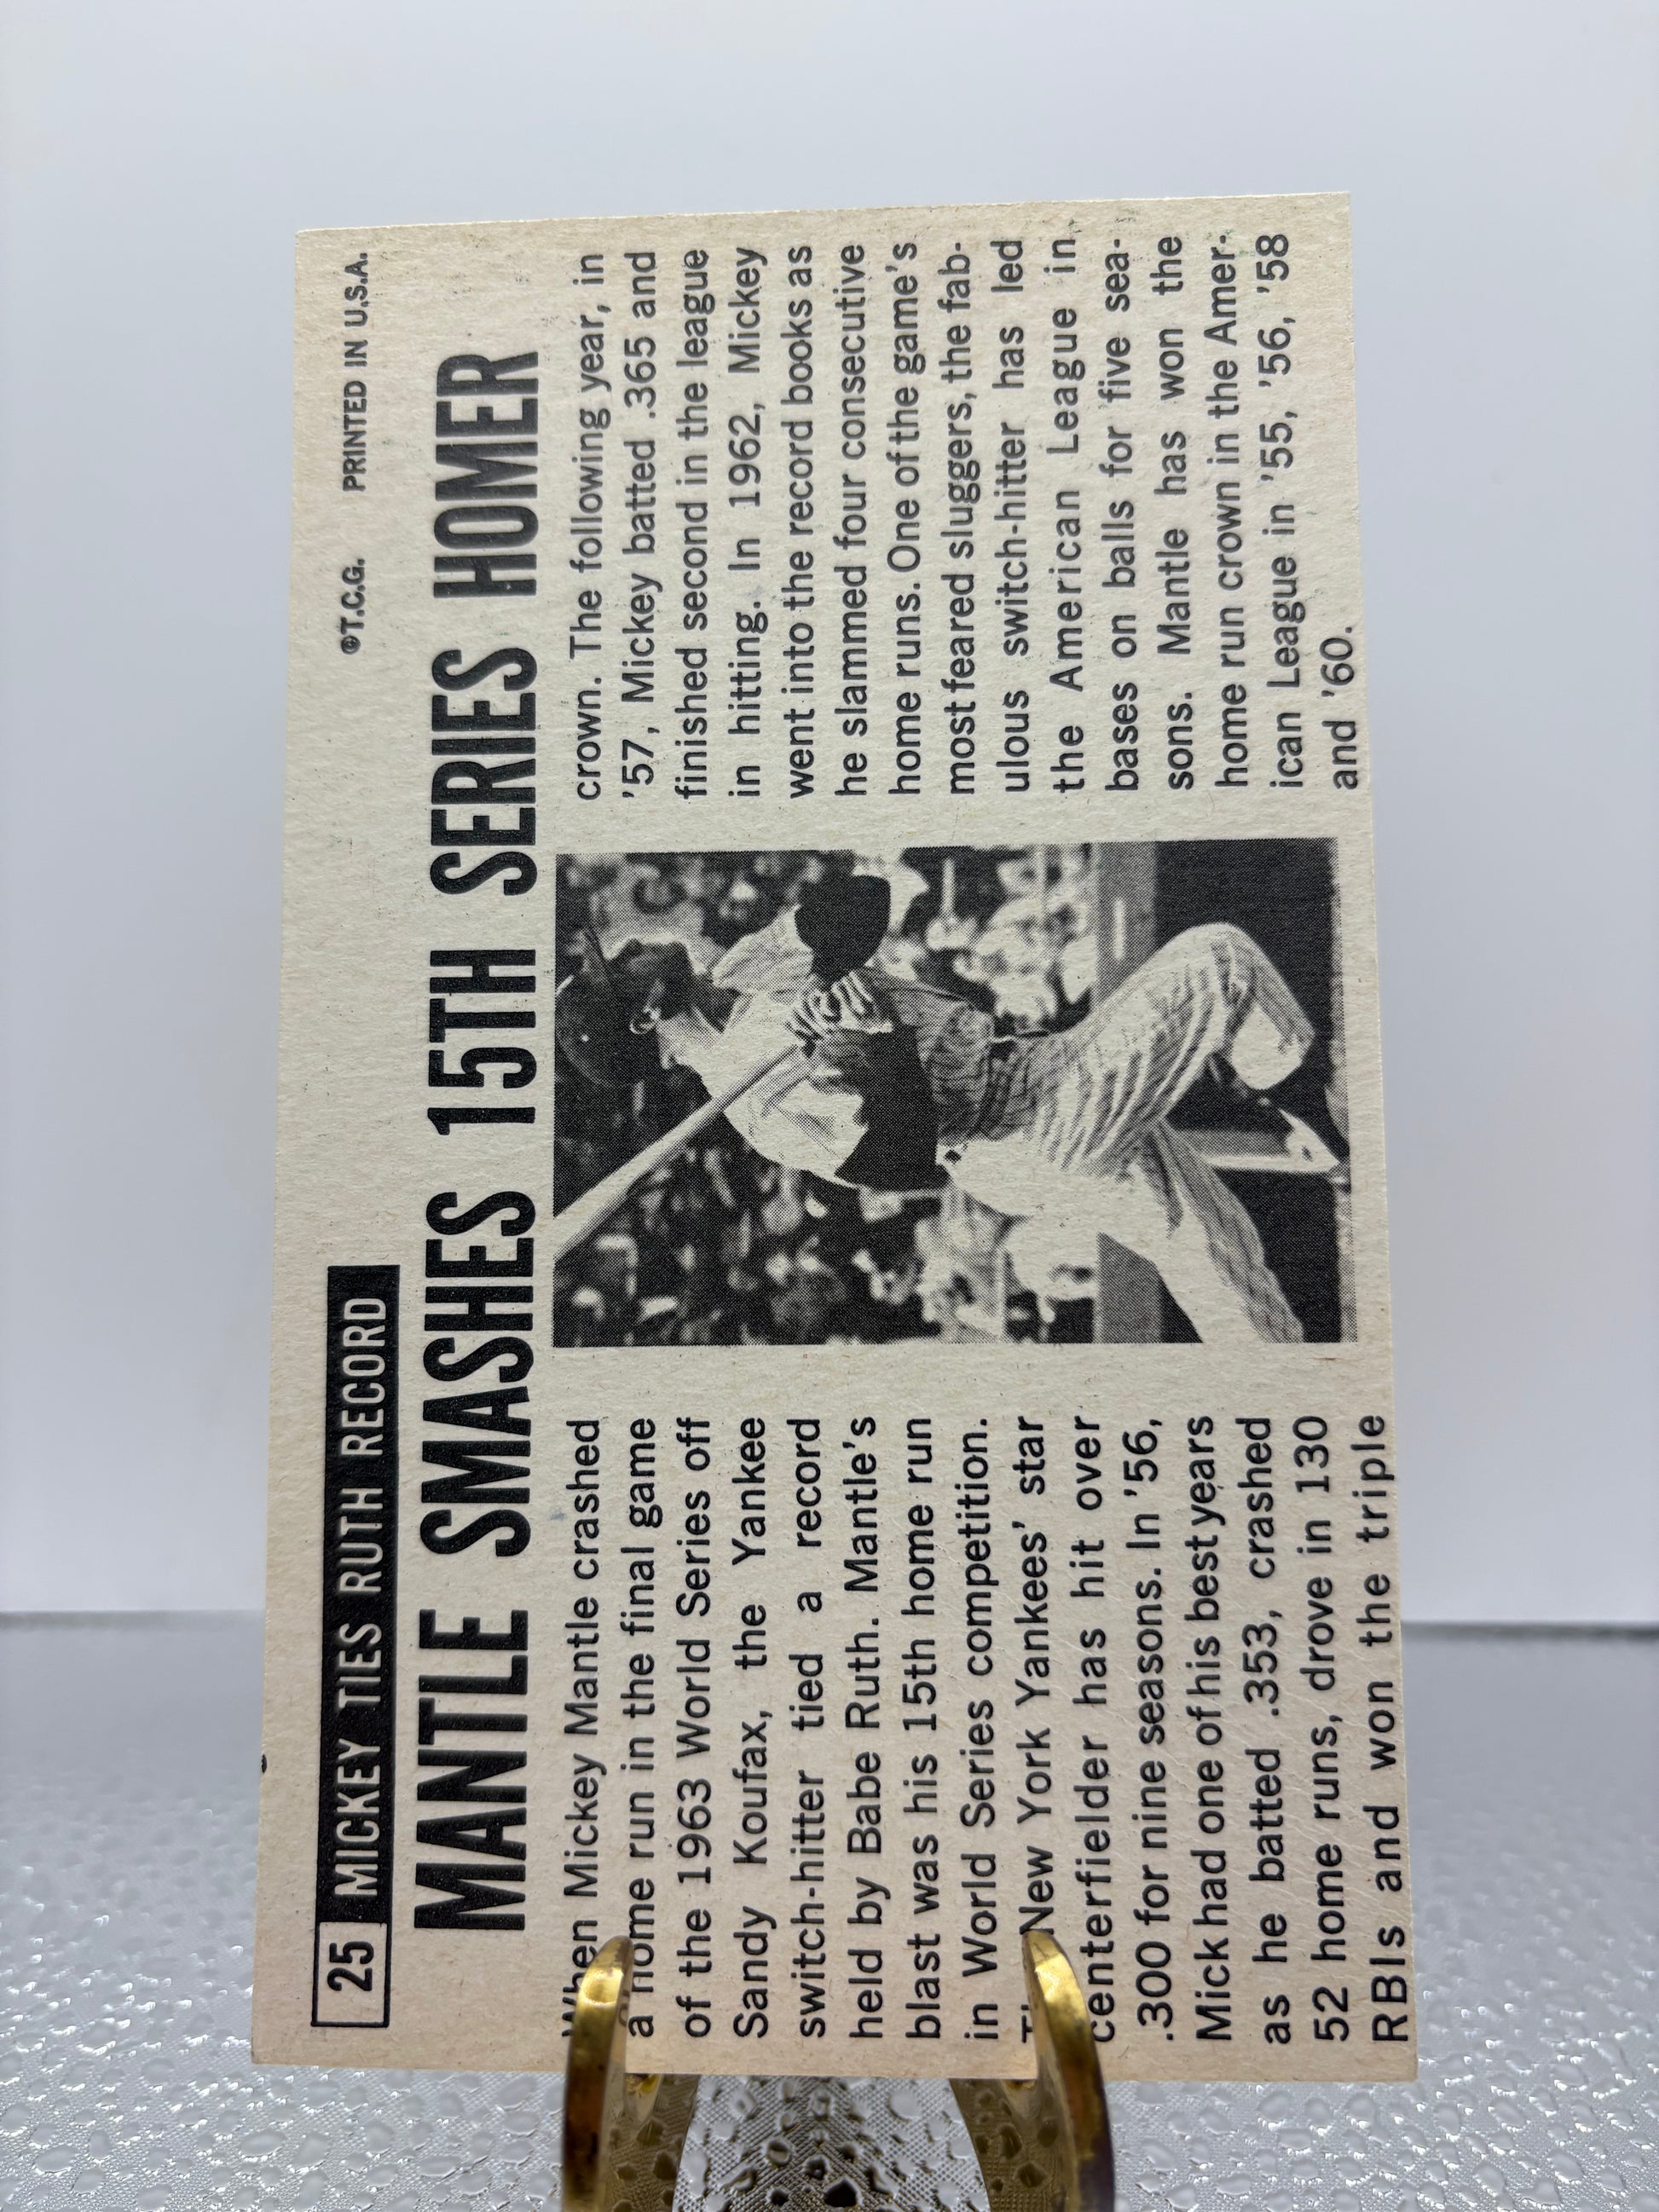 25 MICKEY TIES RUTH RECORD
©T.C.G. PRINTED IN U.S.A.
MANTLE SMASHES 15TH SERIES HOMER
When Mickey Mantle crashed
a home run in the final game
of the 1963 World Series off
Sandy Koufax, the Yankee
switch-hitter tied a record
held by Babe Ruth. Mantle's
blast was his 15th home run
in World Series competition.
New York Yankees' star
centerfielder has hit over
.300 for nine seasons. In '56,
Mick had one of his best years
as he batted .353, crashed
52 home runs, drove in 130
RBIs and won the triple
crown. The following year, in
'57, Mickey batted .365 and
finished second in the league
in hitting. In 1962, Mickey
went into the record books as
he slammed four consecutive
home runs. One of the game's
most feared sluggers, the fab-
ulous switch-hitter has led
the American League in
bases on balls for five sea-
sons. Mantle has won the
home run crown in the Amer-
ican League in '55, '56, '58
and '60.